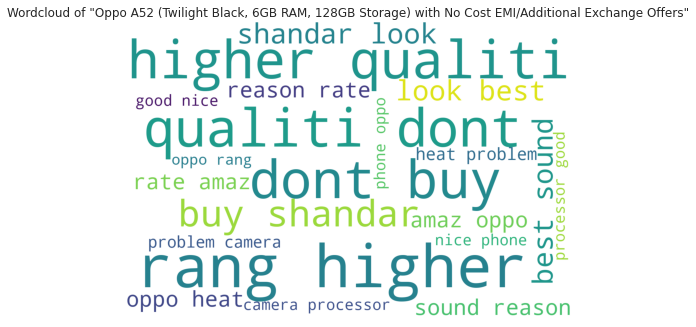 Wordcloud of "Oppo A52 (Twilight Black, 6GB RAM, 128GB Storage) with No Cost EMI/Additional Exchange Offers"
shandar look
higher qualiti
reason rate
look best
good nice
qualiti dont
phone oppo
best sound
processor good
heat problem
oppo rang
rate amaz
dont buy
buy shandar
amaz oppo
problem camera
nice phone
rang higher
oppo heat
camera processor
sound reason